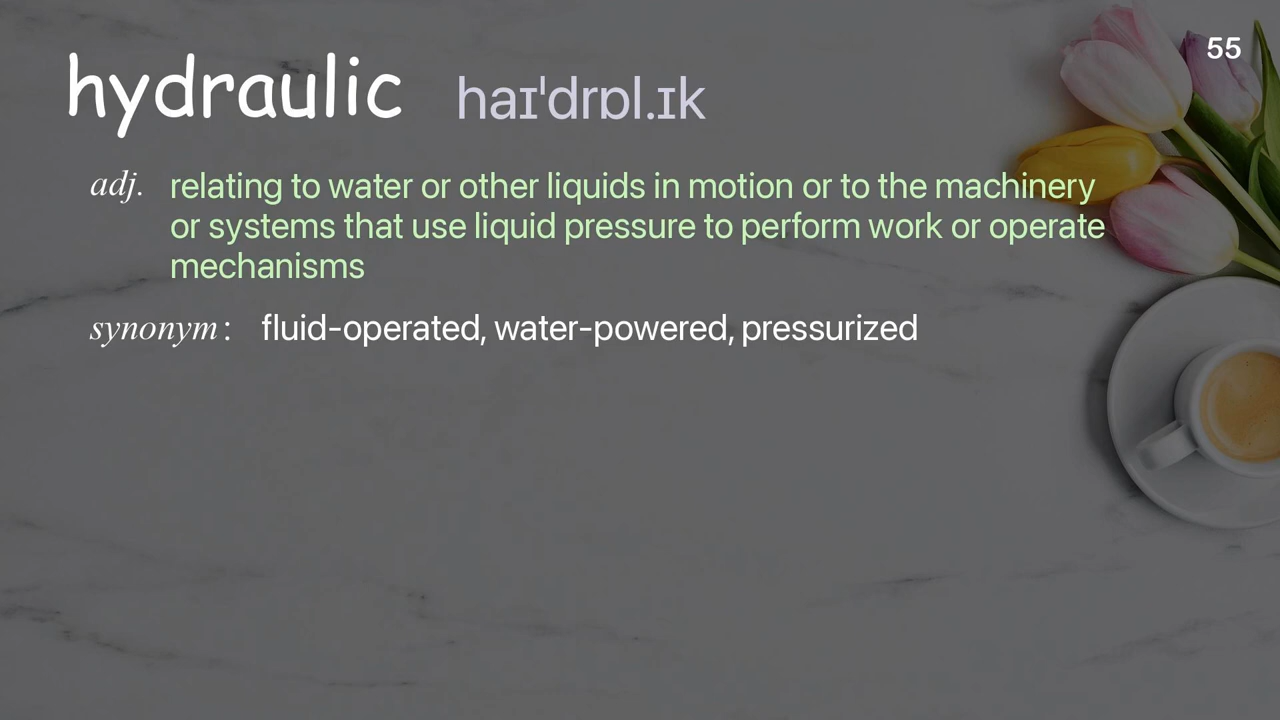 55
hydraulic haɪˈdrɒl.ɪk
adj. relating to water or other liquids in motion or to the machinery
or systems that use liquid pressure to perform work or operate
mechanisms
synonym: fluid-operated, water-powered, pressurized